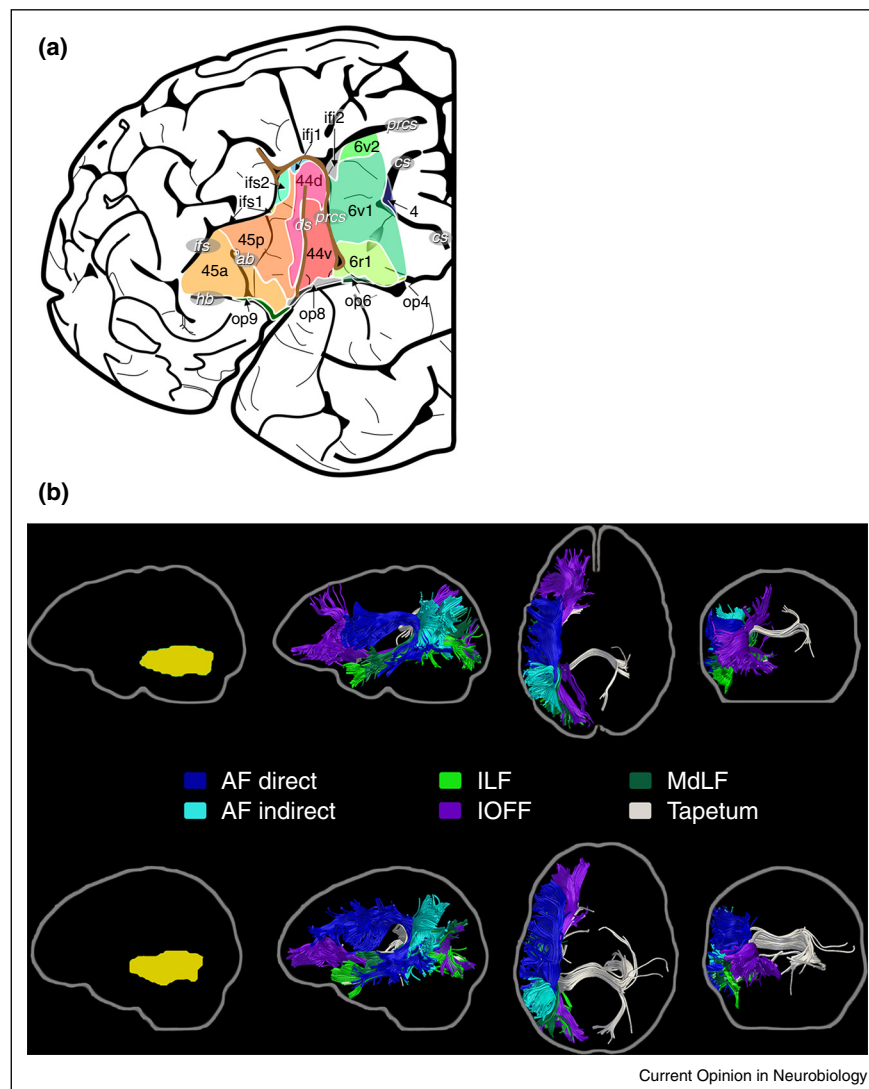 (a)
ifj2
ifj1
prcs
6v2
cs
ifs2
44d
ifs1
4
prcs
6v1
ds
45p
cs
ifs
ab
44v
6r1
45a
hb
op6
op4
op9
op8
(b)
AF direct
ILF
MdLF
AF indirect
IOFF
Tapetum
Current Opinion in Neurobiology